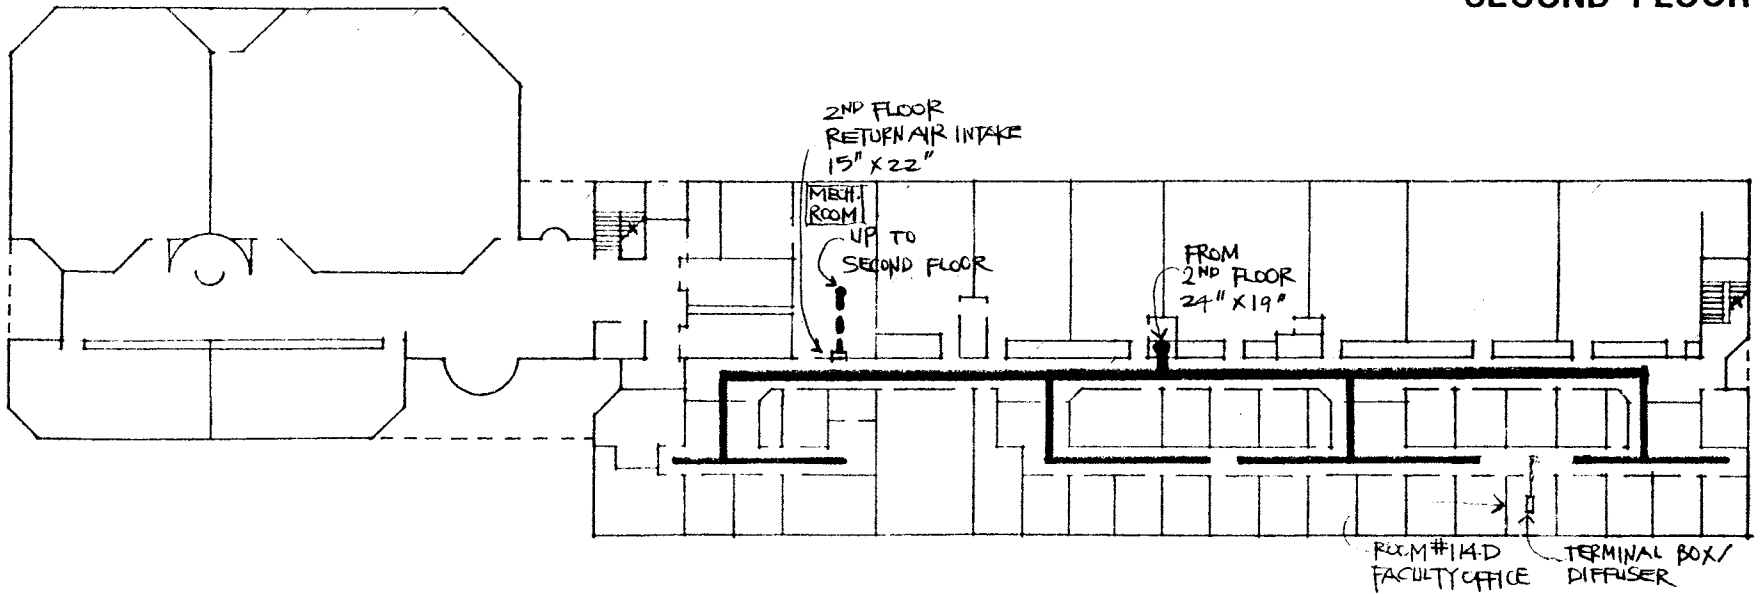 SECOND FLOOR
2ND FLOOR
RETURN AIR INTAKE
15" X 22"
MECH.
ROOM
UP TO
SECOND FLOOR
FROM
2ND FLOOR
24" X 19"
ROOM #114D
FACULTY OFFICE
TERMINAL BOX/
DIFFUSER